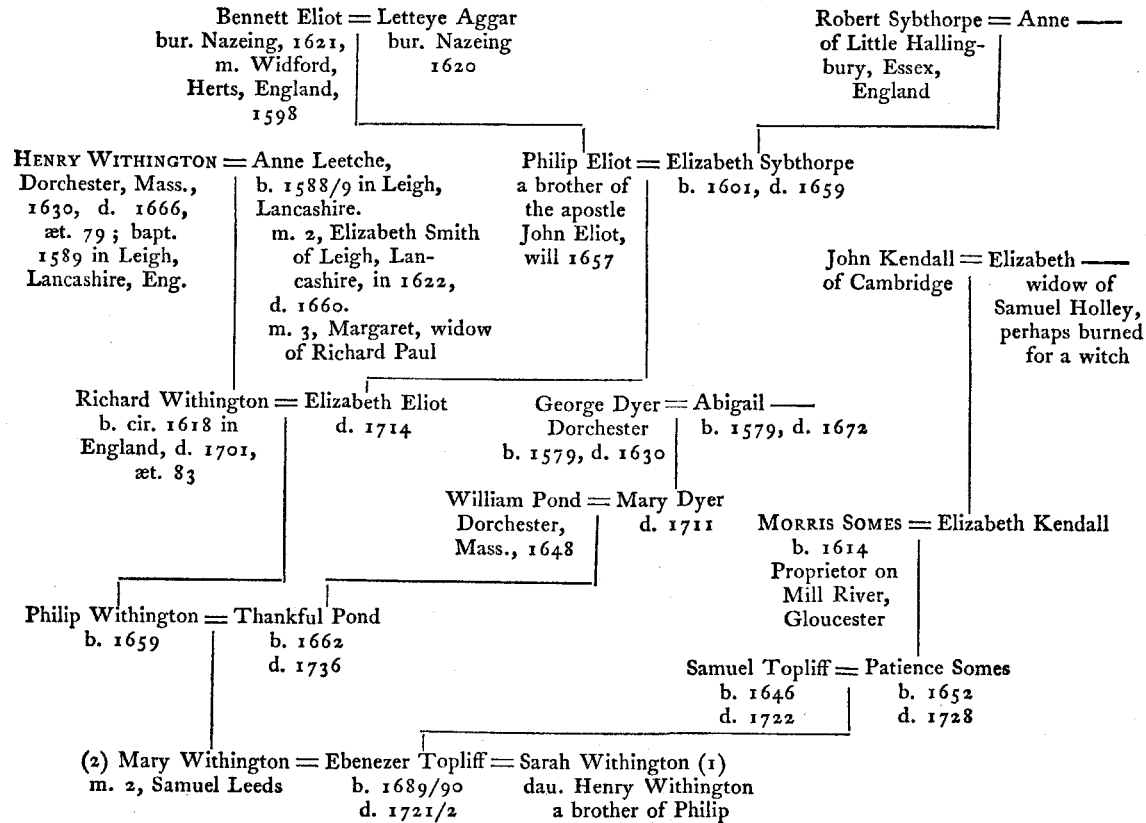 Bennett Eliot = Letteye Aggar
bur. Nazeing, 1621, bur. Nazeing
m. Widford, 1620
Herts, England,
1598
Robert Sybthorpe = Anne ——
of Little Halling-
bury, Essex,
England
HENRY WITHINGTON = Anne Leetche,
Dorchester, Mass.,
1630, d. 1666,
æt. 79; bapt.
1589 in Leigh,
Lancashire, Eng.
b. 1588/9 in Leigh,
Lancashire.
m. 2, Elizabeth Smith
of Leigh, Lan-
cashire, in 1622,
d. 1660.
m. 3, Margaret, widow
of Richard Paul
Philip Eliot = Elizabeth Sybthorpe
a brother of
the apostle
John Eliot,
will 1657
b. 1601, d. 1659
John Kendall = Elizabeth ——
of Cambridge
widow of
Samuel Holley,
perhaps burned
for a witch
Richard Withington = Elizabeth Eliot
b. cir. 1618 in
England, d. 1701,
æt. 83
d. 1714
George Dyer = Abigail ——
Dorchester
b. 1579, d. 1630
b. 1579, d. 1672
William Pond = Mary Dyer
Dorchester,
Mass., 1648
d. 1711
MORRIS SOMES = Elizabeth Kendall
b. 1614
Proprietor on
Mill River,
Gloucester
Philip Withington = Thankful Pond
b. 1659
b. 1662
d. 1736
Samuel Topliff = Patience Somes
b. 1646
d. 1722
b. 1652
d. 1728
(2) Mary Withington = Ebenezer Topliff = Sarah Withington (1)
m. 2, Samuel Leeds
b. 1689/90
d. 1721/2
dau. Henry Withington
a brother of Philip